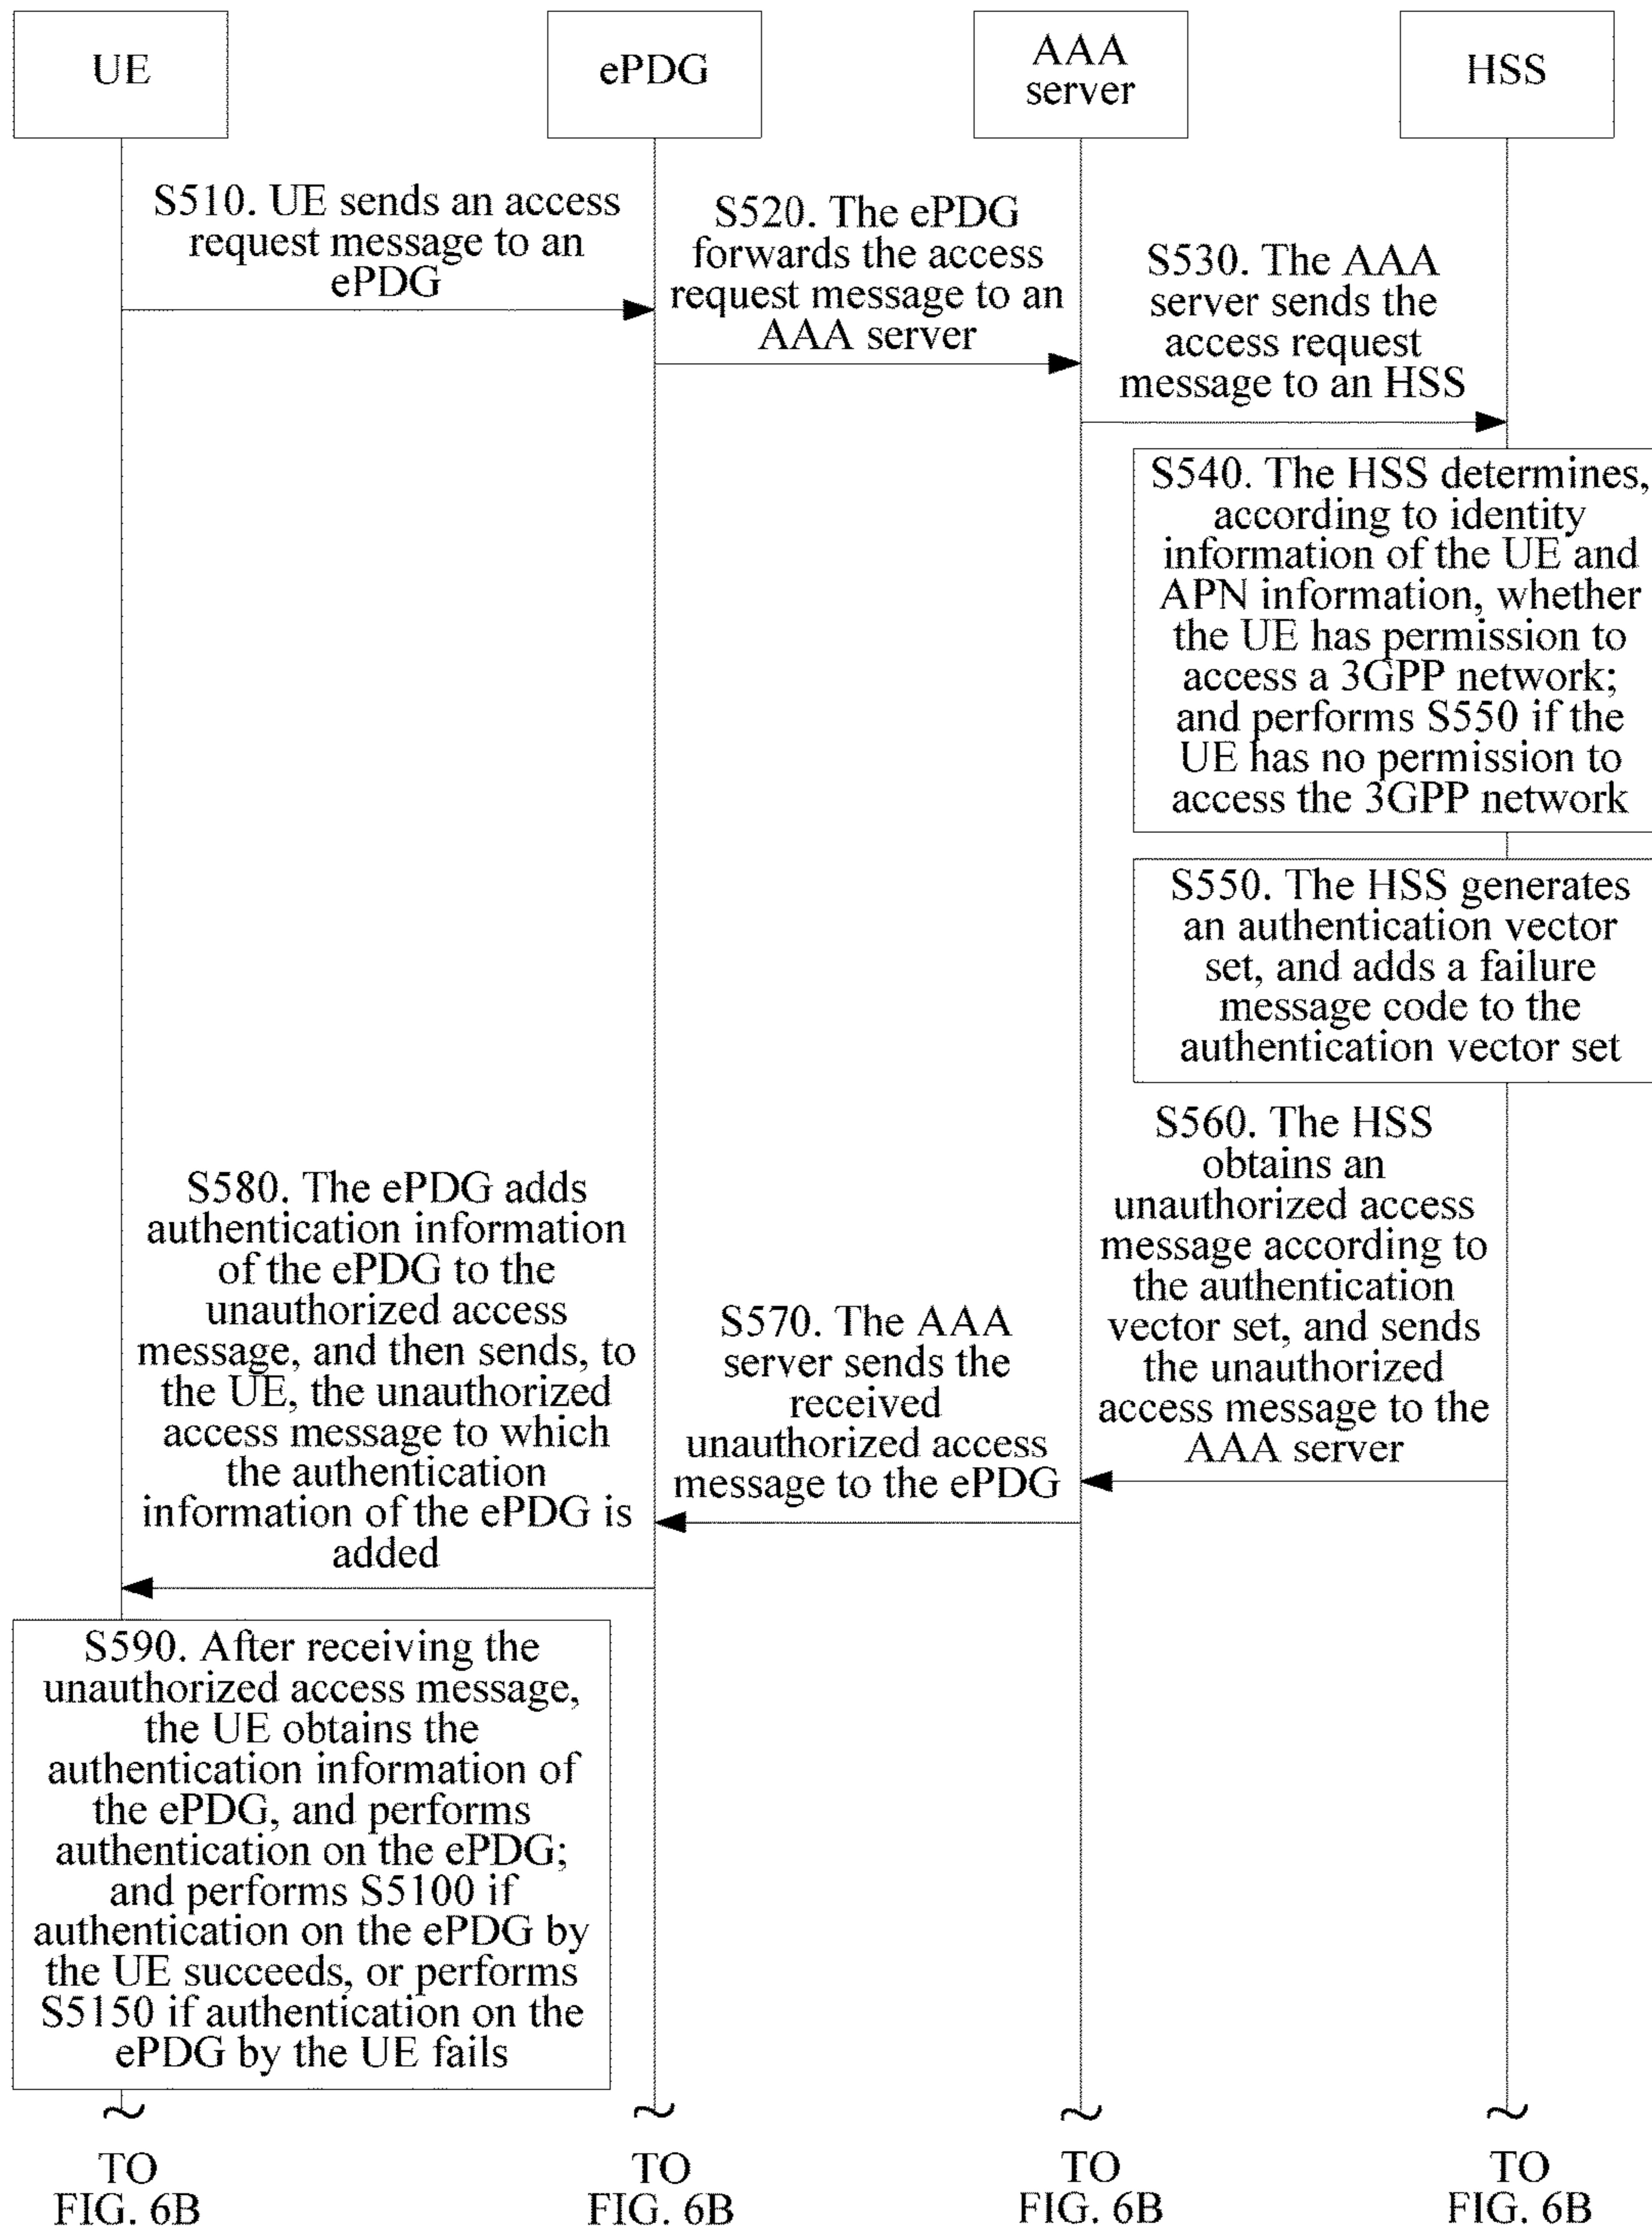 UE
ePDG
AAA
server
HSS
S510. UE sends an access
request message to an
ePDG
S520. The ePDG
forwards the access
request message to an
AAA server
S530. The AAA
server sends the
access request
message to an HSS
S540. The HSS determines,
according to identity
information of the UE and
APN information, whether
the UE has permission to
access a 3GPP network;
and performs S550 if the
UE has no permission to
access the 3GPP network
S550. The HSS generates
an authentication vector
set, and adds a failure
message code to the
authentication vector set
S560. The HSS
obtains an
unauthorized access
message according to
the authentication
vector set, and sends
the unauthorized
access message to the
AAA server
S570. The AAA
server sends the
received
unauthorized access
message to the ePDG
S580. The ePDG adds
authentication information
of the ePDG to the
unauthorized access
message, and then sends, to
the UE, the unauthorized
access message to which
the authentication
information of the ePDG is
added
S590. After receiving the
unauthorized access message,
the UE obtains the
authentication information of
the ePDG, and performs
authentication on the ePDG;
and performs S5100 if
authentication on the ePDG by
the UE succeeds, or performs
S5150 if authentication on the
ePDG by the UE fails
TO
FIG. 6B
TO
FIG. 6B
TO
FIG. 6B
TO
FIG. 6B